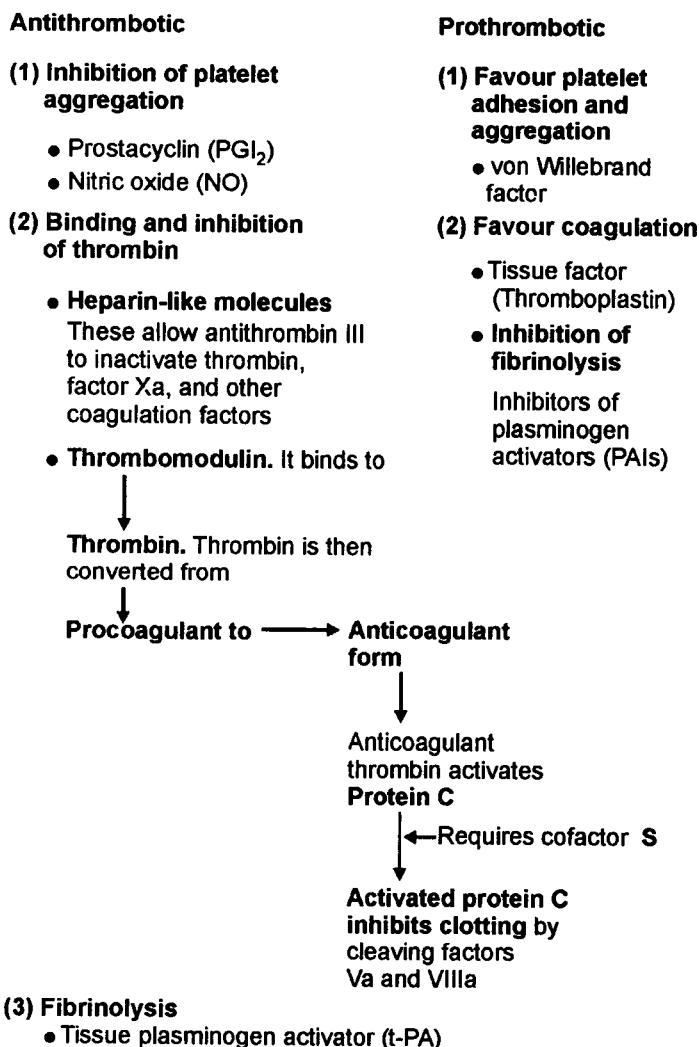 Antithrombotic
(1) Inhibition of platelet
aggregation
● Prostacyclin (PGI₂)
● Nitric oxide (NO)
(2) Binding and inhibition
of thrombin
● Heparin-like molecules
These allow antithrombin III
to inactivate thrombin,
factor Xa, and other
coagulation factors
● Thrombomodulin. It binds to
Thrombin. Thrombin is then
converted from
Procoagulant to
Anticoagulant
form
Anticoagulant
thrombin activates
Protein C
Requires cofactor S
Activated protein C
inhibits clotting by
cleaving factors
Va and VIIIa
(3) Fibrinolysis
● Tissue plasminogen activator (t-PA)
Prothrombotic
(1) Favour platelet
adhesion and
aggregation
● von Willebrand
factor
(2) Favour coagulation
● Tissue factor
(Thromboplastin)
● Inhibition of
fibrinolysis
Inhibitors of
plasminogen
activators (PAIs)